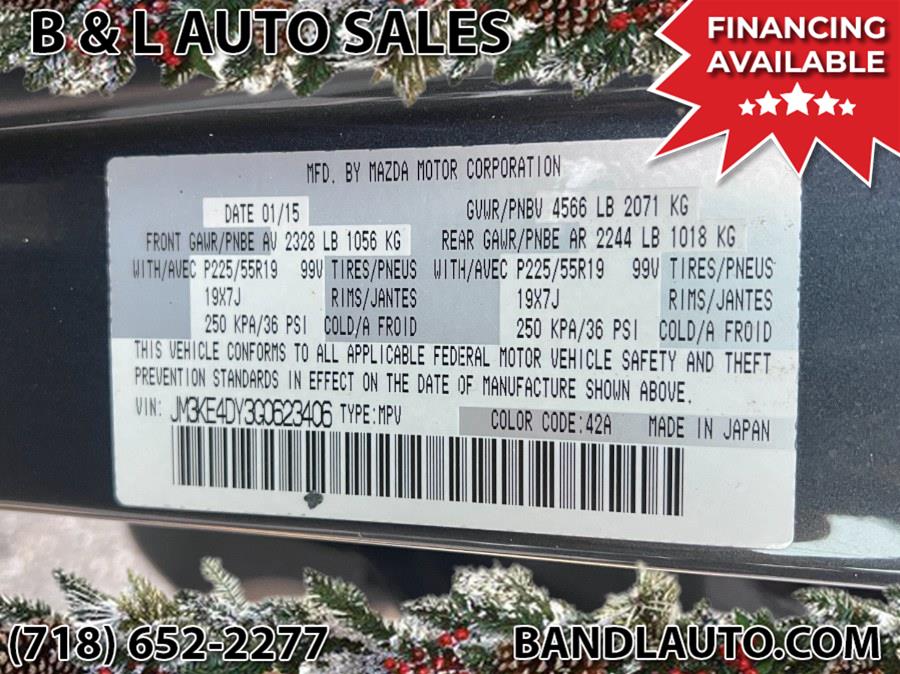 B & L AUTO SALES
FINANCING
AVAILABLE
MFD. BY MAZDA MOTOR CORPORATION
DATE 01/15 GVWR/PNBV 4566 LB 2071 KG
FRONT GAWR/PNBE AV 2328 LB 1056 KG REAR GAWR/PNBE AR 2244 LB 1018 KG
WITH/AVEC P225/55R19 99V TIRES/PNEUS WITH/AVEC P225/55R19 99V TIRES/PNEUS
19X7J RIMS/JANTES 19X7J RIMS/JANTES
250 KPA/36 PSI COLD/A FROID 250 KPA/36 PSI COLD/A FROID
THIS VEHICLE CONFORMS TO ALL APPLICABLE FEDERAL MOTOR VEHICLE SAFETY AND THEFT
PREVENTION STANDARDS IN EFFECT ON THE DATE OF MANUFACTURE SHOWN ABOVE.
VIN: JM3KE4DY3G0623406 TYPE:MPV COLOR CODE:42A MADE IN JAPAN
(718) 652-2277 BANDLAUTO.COM